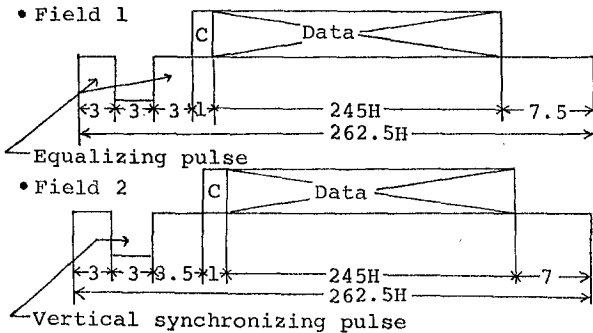 • Field 1
C Data
3 3 3 1 245H 7.5
262.5H
Equalizing pulse
• Field 2
C Data
3 3 3.5 1 245H 7
262.5H
Vertical synchronizing pulse